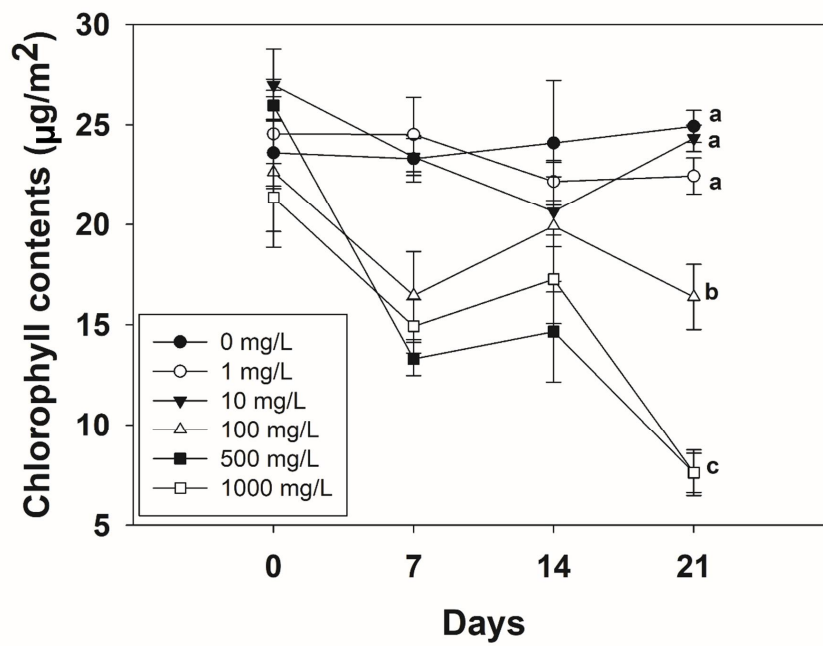 30
25
20
15
10
5
Chlorophyll contents (µg/m²)
a
a
a
b
c
0 mg/L
1 mg/L
10 mg/L
100 mg/L
500 mg/L
1000 mg/L
0 7 14 21
Days